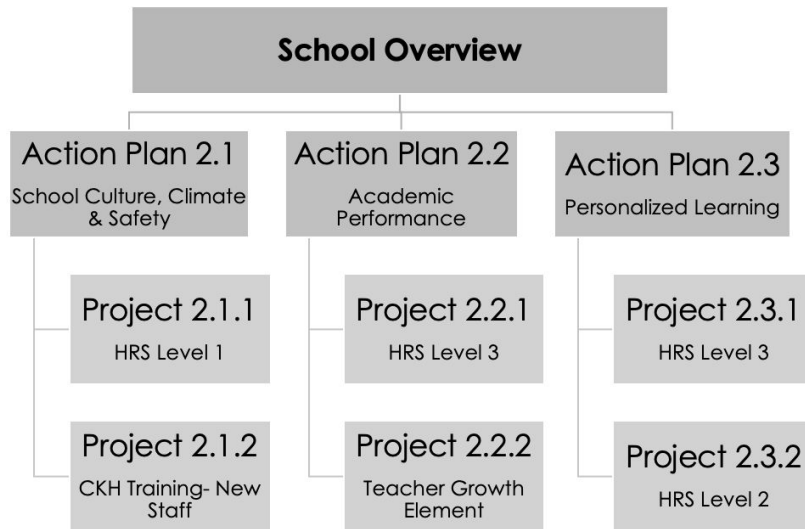 School Overview
Action Plan 2.1
School Culture, Climate
& Safety
Project 2.1.1
HRS Level 1
Project 2.1.2
CKH Training- New
Staff
Action Plan 2.2
Academic
Performance
Project 2.2.1
HRS Level 3
Project 2.2.2
Teacher Growth
Element
Action Plan 2.3
Personalized Learning
Project 2.3.1
HRS Level 3
Project 2.3.2
HRS Level 2